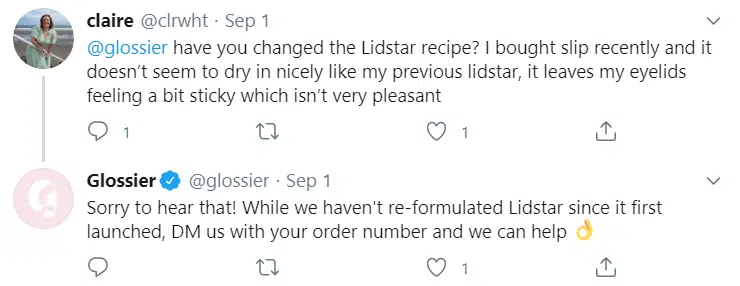 claire @clrwht · Sep 1
@glossier have you changed the Lidstar recipe? I bought slip recently and it
doesn’t seem to dry in nicely like my previous lidstar, it leaves my eyelids
feeling a bit sticky which isn’t very pleasant
1 1
Glossier @glossier · Sep 1
Sorry to hear that! While we haven't re-formulated Lidstar since it first
launched, DM us with your order number and we can help 👌
1